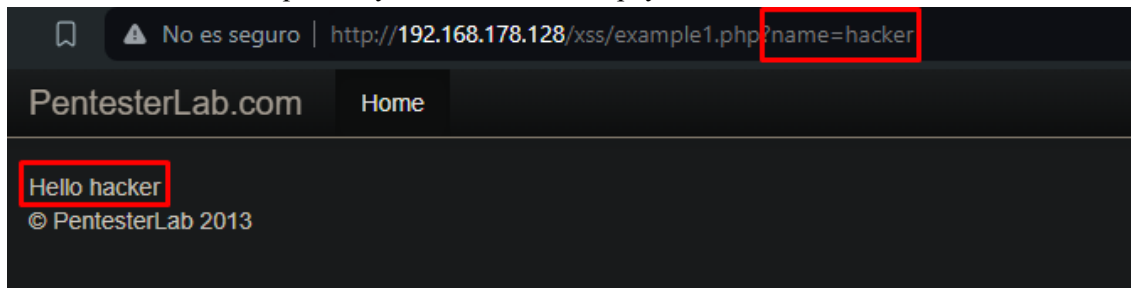 No es seguro | http://192.168.178.128/xss/example1.php?name=hacker
PentesterLab.com Home
Hello hacker
© PentesterLab 2013